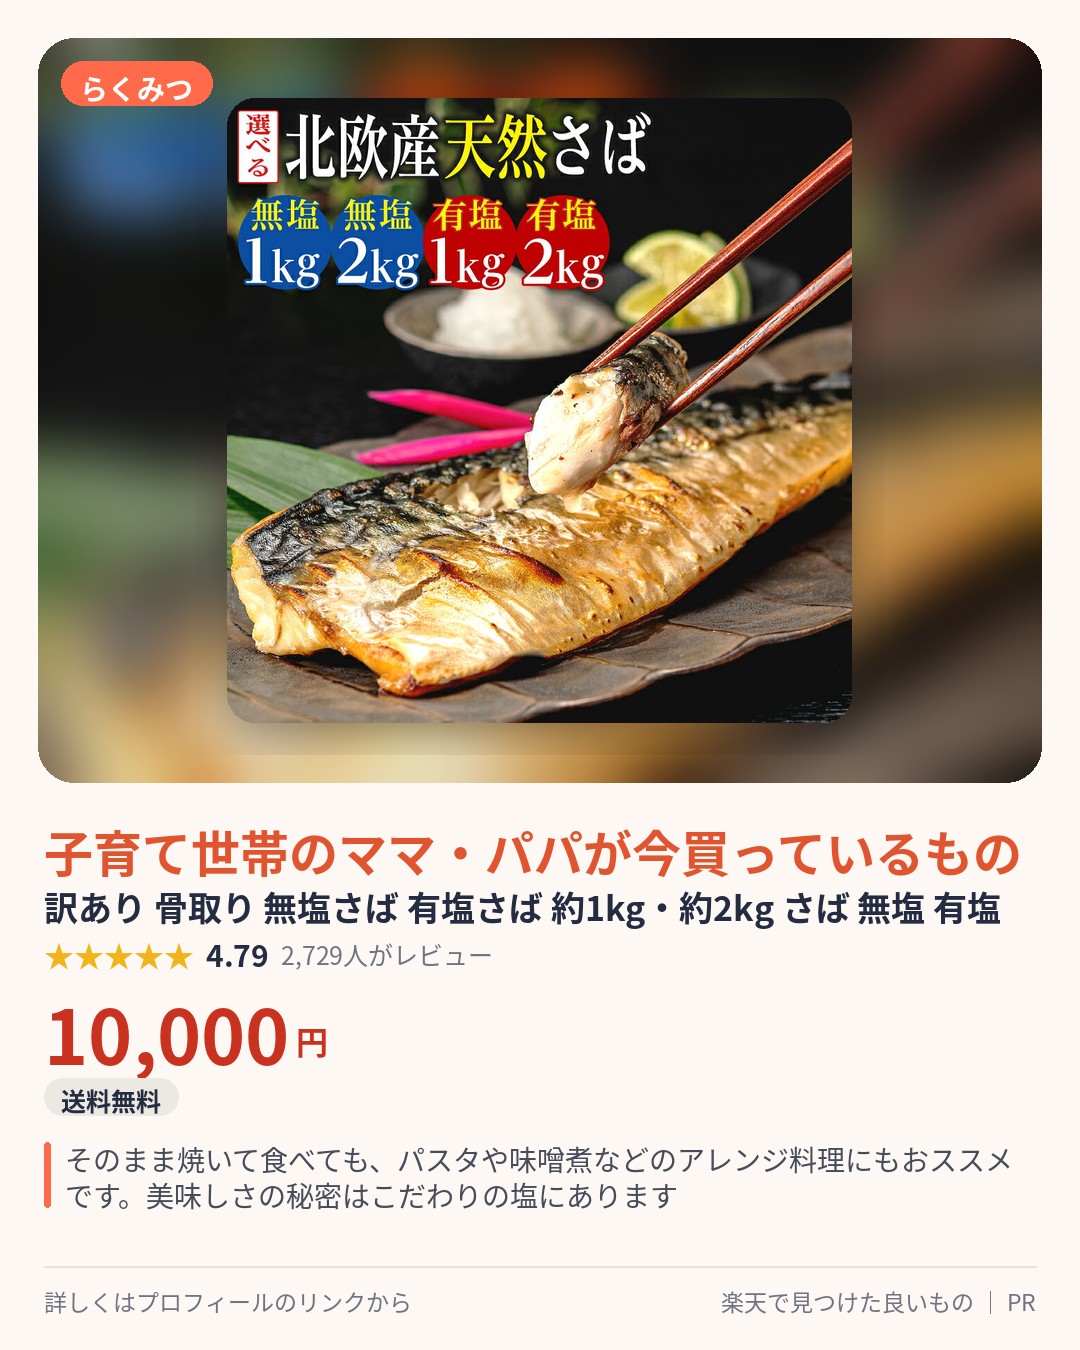 らくみつ
選べる
北欧産天然さば
無塩 無塩 有塩 有塩
1kg 2kg 1kg 2kg
子育て世帯のママ・パパが今買っているもの
訳あり 骨取り 無塩さば 有塩さば 約1kg・約2kg さば 無塩 有塩
★★★★★ 4.79 2,729人がレビュー
10,000円
送料無料
そのまま焼いて食べても、パスタや味噌煮などのアレンジ料理にもおススメ
です。美味しさの秘密はこだわりの塩にあります
詳しくはプロフィールのリンクから
楽天で見つけた良いもの | PR